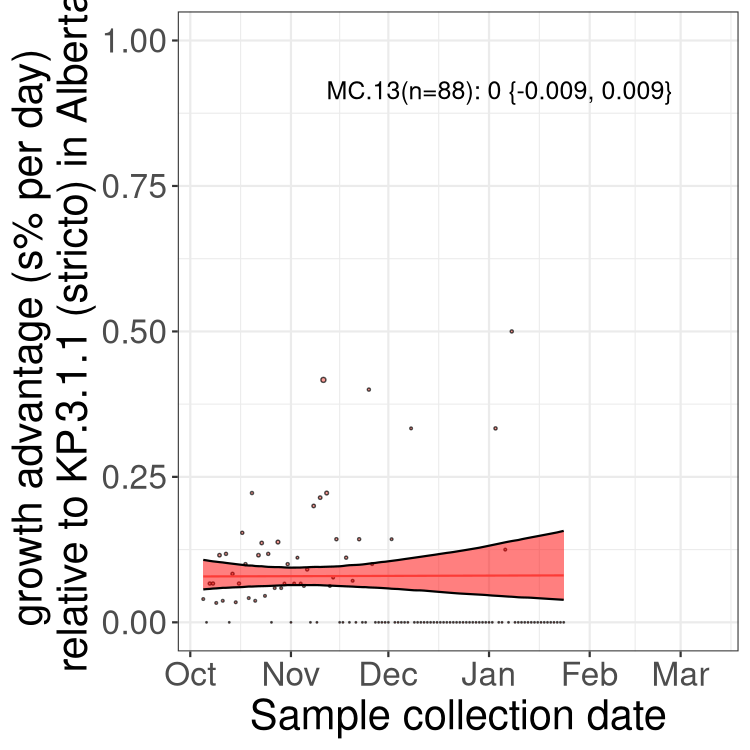 growth advantage (s% per day)
relative to KP.3.1.1 (stricto) in Alberta
1.00
0.75
0.50
0.25
0.00
MC.13(n=88): 0 {-0.009, 0.009}
Oct Nov Dec Jan Feb Mar
Sample collection date